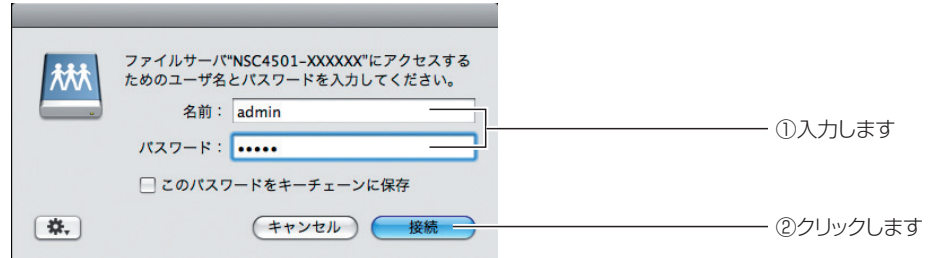 ファイルサーバ"NSC4501-XXXXXX"にアクセスする
ためのユーザ名とパスワードを入力してください。
名前： admin
パスワード： •••••
このパスワードをキーチェーンに保存
キャンセル 接続
①入力します
②クリックします